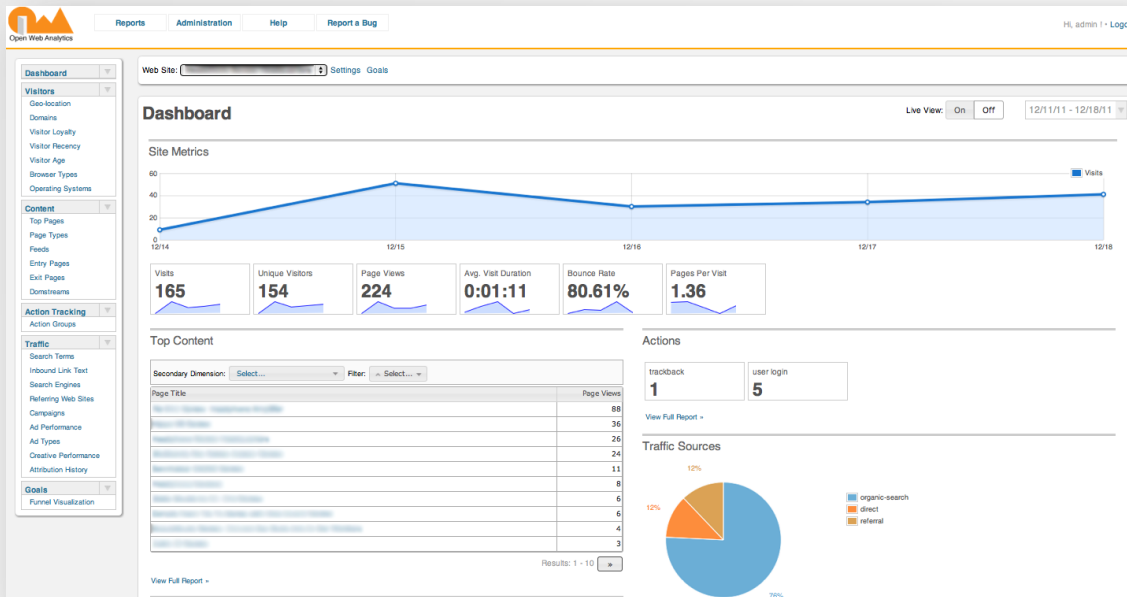 Open Web Analytics
Reports Administration Help Report a Bug
Hi, admin ! • Logo
Dashboard
Visitors
Geo-location
Domains
Visitor Loyalty
Visitor Recency
Visitor Age
Browser Types
Operating Systems
Content
Top Pages
Page Types
Feeds
Entry Pages
Exit Pages
Domstreams
Action Tracking
Action Groups
Traffic
Search Terms
Inbound Link Text
Search Engines
Referring Web Sites
Campaigns
Ad Performance
Ad Types
Creative Performance
Attribution History
Goals
Funnel Visualization
Web Site: Settings Goals
Dashboard
Live View: On Off 12/11/11 - 12/18/11
Site Metrics
Visits
60
40
20
0
12/14 12/15 12/16 12/17 12/18
Visits Unique Visitors Page Views Avg. Visit Duration Bounce Rate Pages Per Visit
165 154 224 0:01:11 80.61% 1.36
Top Content
Secondary Dimension: Select... Filter: Select...
Page Title Page Views
88
36
26
24
11
8
6
6
4
3
Results: 1 - 10 »
View Full Report »
Actions
trackback user login
1 5
View Full Report »
Traffic Sources
12%
12%
76%
organic-search
direct
referral